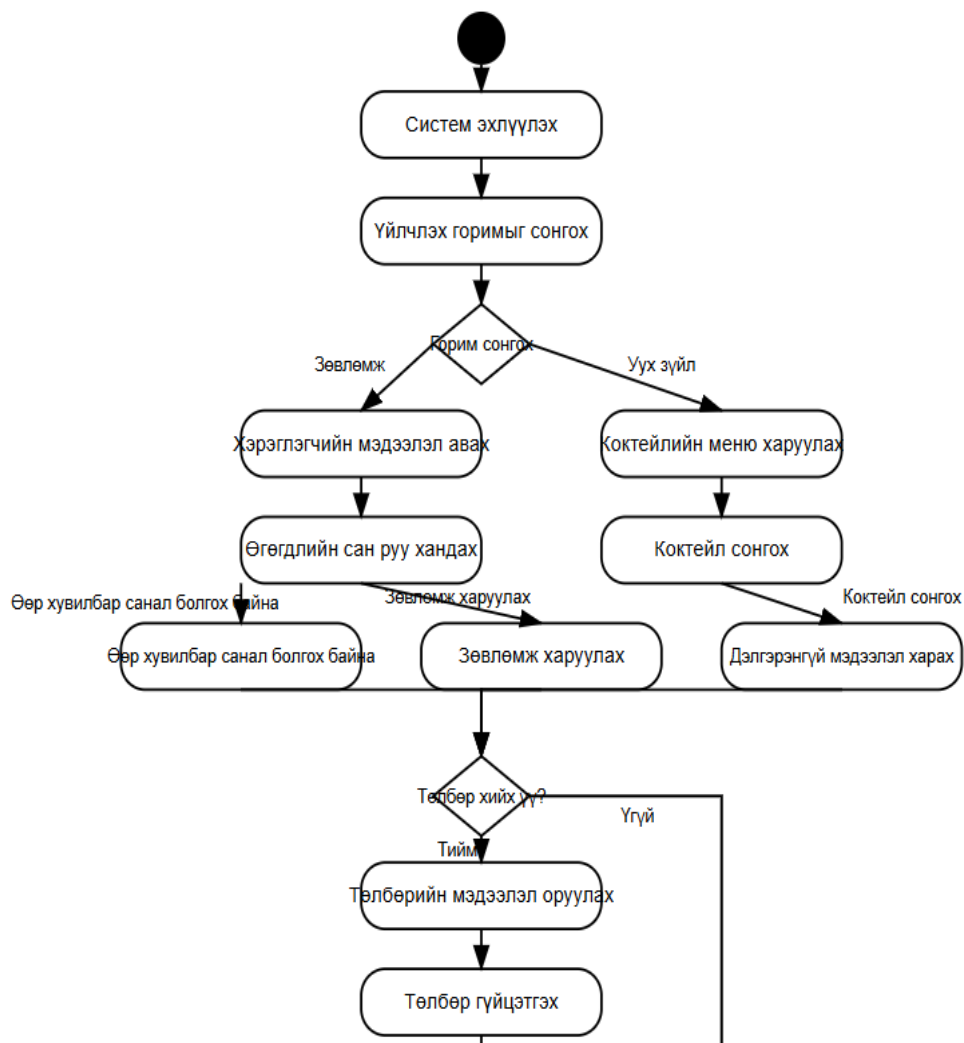 Систем эхлүүлэх
Үйлчлэх горимыг сонгох
Горим сонгох
Зөвлөмж
Уух зүйл
Хэрэглэгчийн мэдээлэл авах
Коктейлийн меню харуулах
Өгөгдлийн сан руу хандах
Коктейл сонгох
Өөр хувилбар санал болгох байна
Зөвлөмж харуулах
Коктейл сонгох
Өөр хувилбар санал болгох байна
Зөвлөмж харуулах
Дэлгэрэнгүй мэдээлэл харах
Төлбөр хийх үү?
Үгүй
Тийм
Төлбөрийн мэдээлэл оруулах
Төлбөр гүйцэтгэх